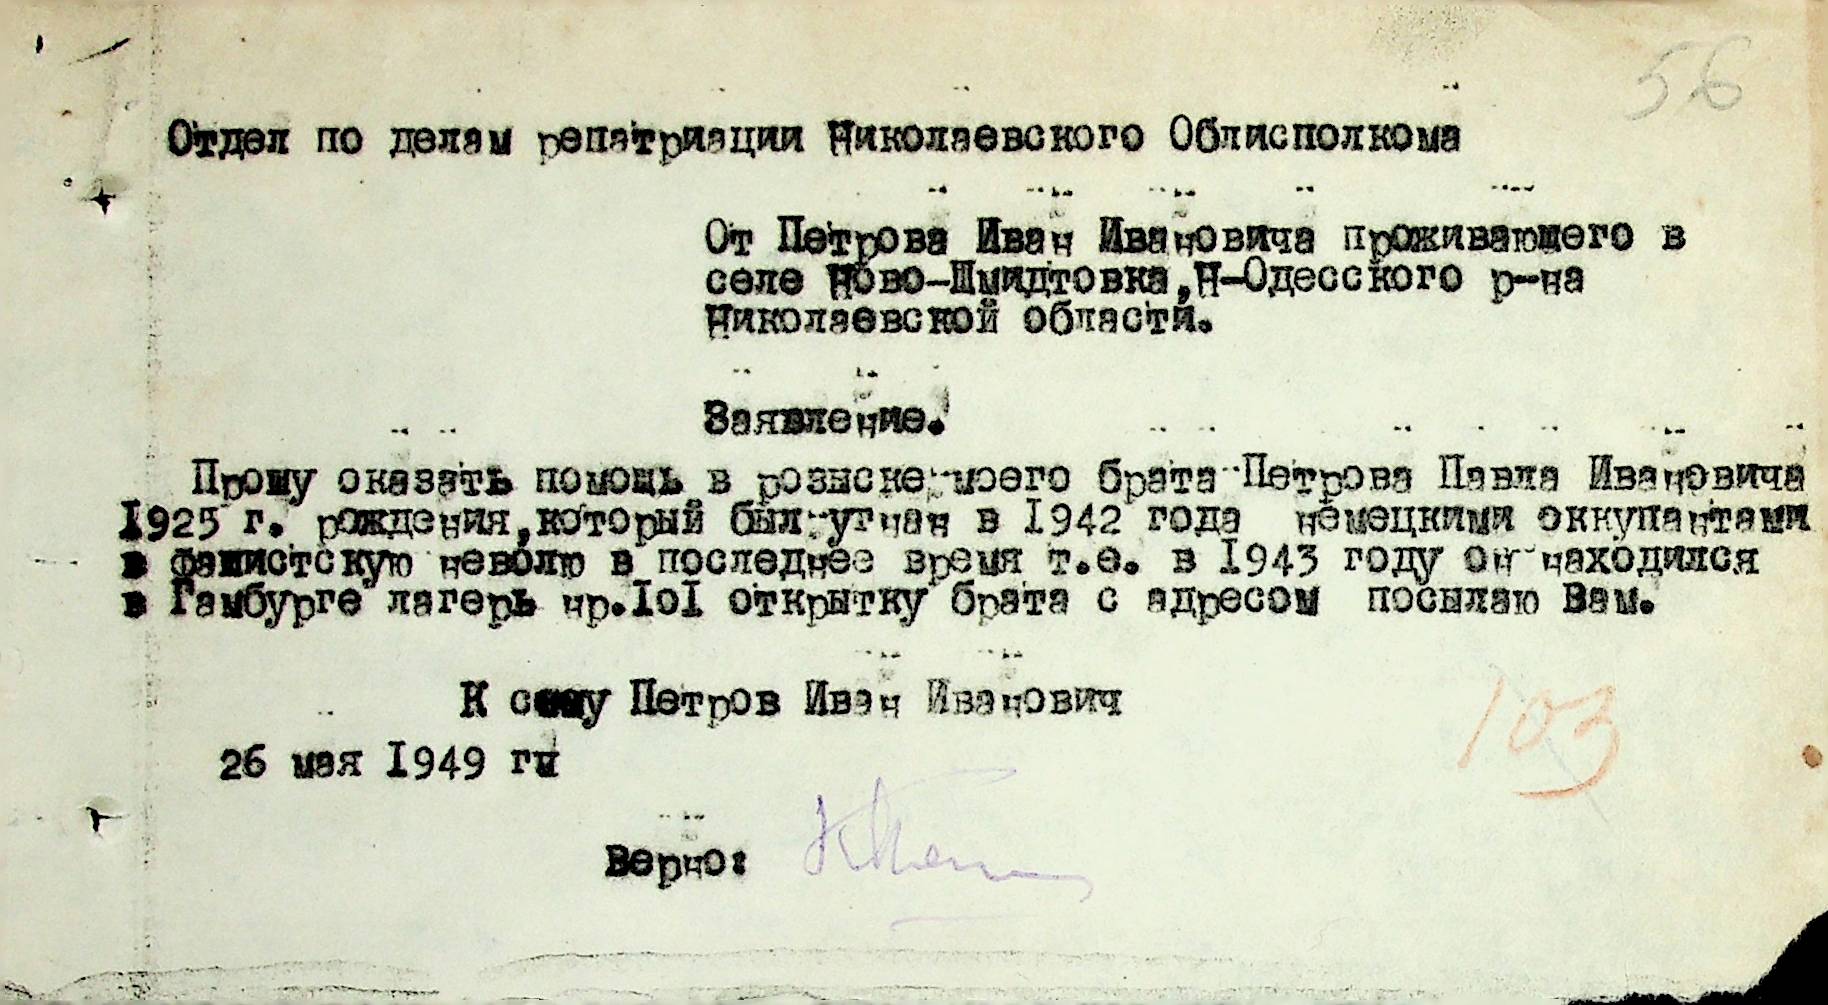 56
Отдел по делам репатриации Николаевского Облисполкома
От Петрова Иван Ивановича проживающего в
селе Ново-Шмидтовка,Н-Одесского р-на
Николаевской области.
Заявление.
Прошу оказать помощь в розыске моего брата Петрова Павла Ивановича
1925 г. рождения,который был угнан в 1942 года немецкими оккупантами
в фашистскую неволю в последнее время т.е. в 1943 году он находился
в Гамбурге лагерь нр.IoI открытку брата с адресом посылаю Вам.
К сему Петров Иван Иванович
103
26 мая 1949 гм
Верно: